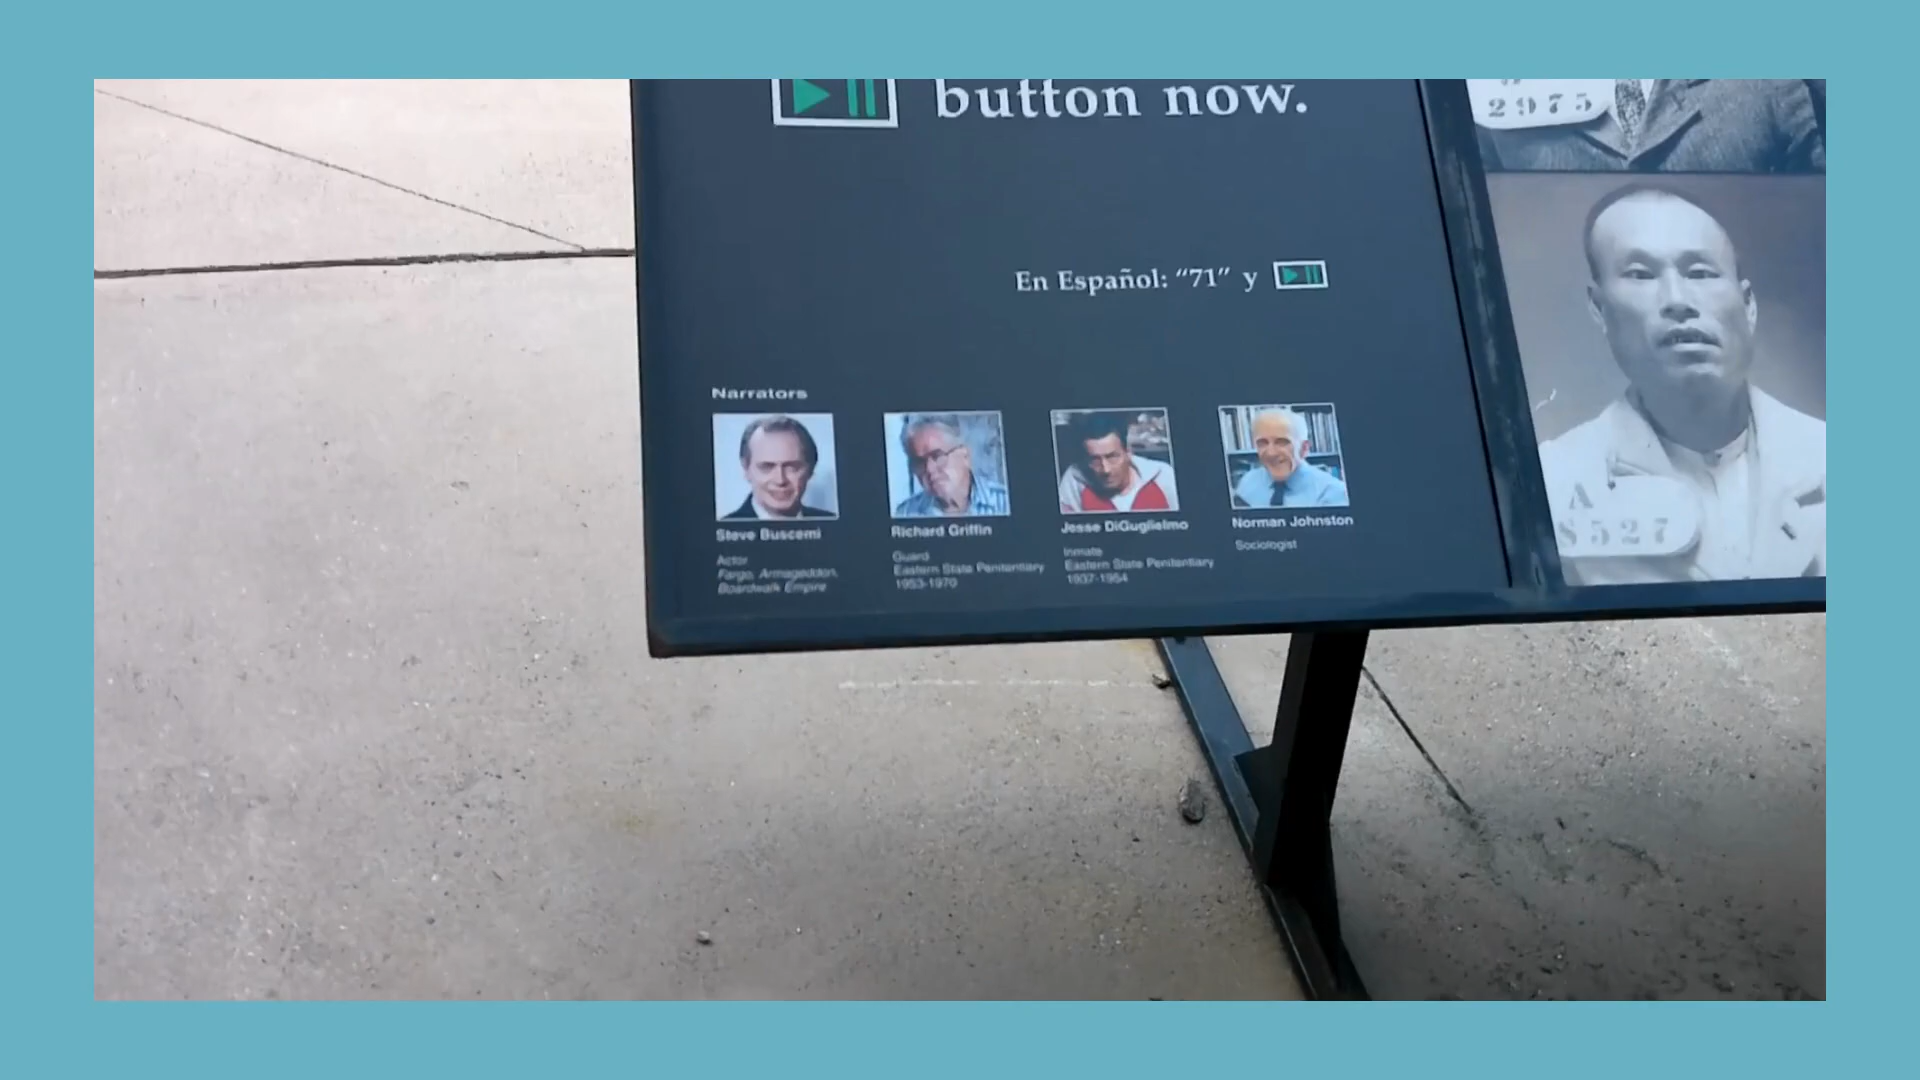 button now.
En Español: “71” y
Narrators
Steve Buscemi
Actor
Fargo, Armageddon,
Boardwalk Empire
Richard Griffin
Guard
Eastern State Penitentiary
1953-1970
Jesse DiGuglielmo
Inmate
Eastern State Penitentiary
1937-1954
Norman Johnston
Sociologist
2975
A
8527